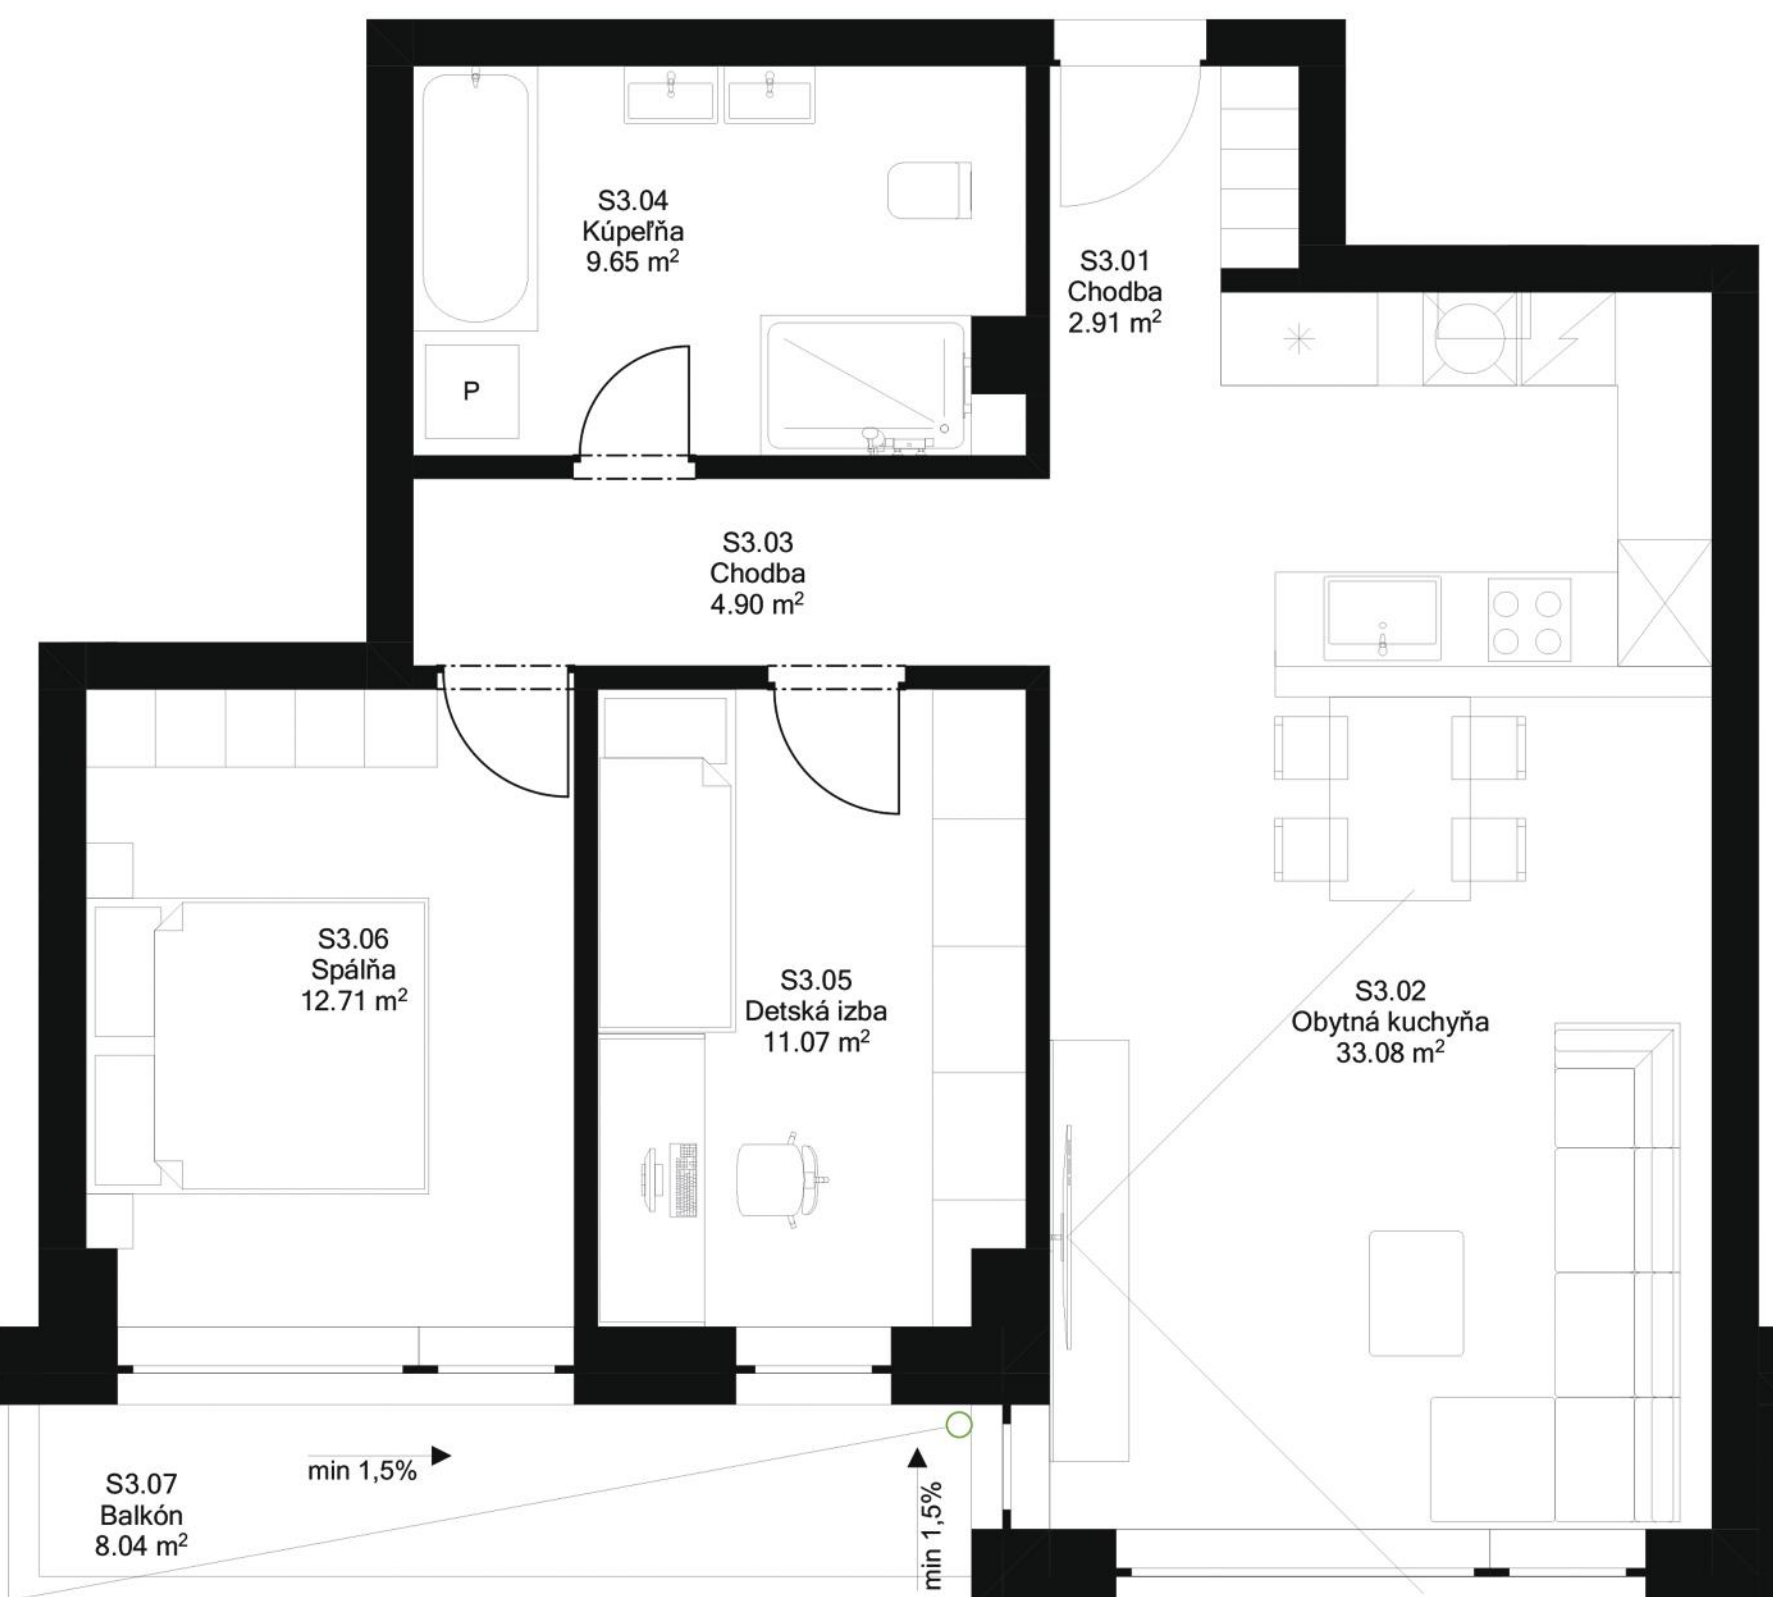 S3.04
Kúpeľňa
9.65 m²
S3.01
Chodba
2.91 m²
P
S3.03
Chodba
4.90 m²
S3.06
Spálňa
12.71 m²
S3.05
Detská izba
11.07 m²
S3.02
Obytná kuchyňa
33.08 m²
S3.07
Balkón
8.04 m²
min 1,5%
min 1,5%